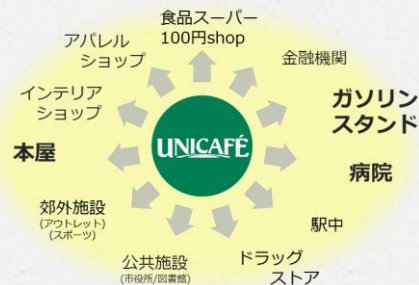 食品スーパー
100円shop
アパレル
ショップ
金融機関
インテリア
ショップ
ガソリン
スタンド
本屋
UNICAFÉ
病院
郊外施設
(アウトレット)
(スポーツ)
駅中
公共施設
(市役所/図書館)
ドラッグ
ストア